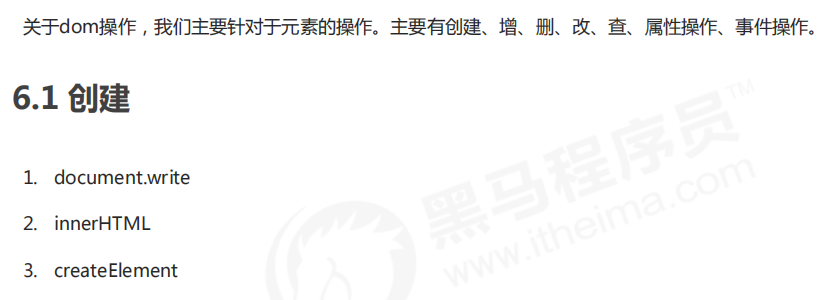 关于dom操作，我们主要针对于元素的操作。主要有创建、增、删、改、查、属性操作、事件操作。
6.1 创建
1. document.write
2. innerHTML
3. createElement
黑马程序员™
www.itheima.com